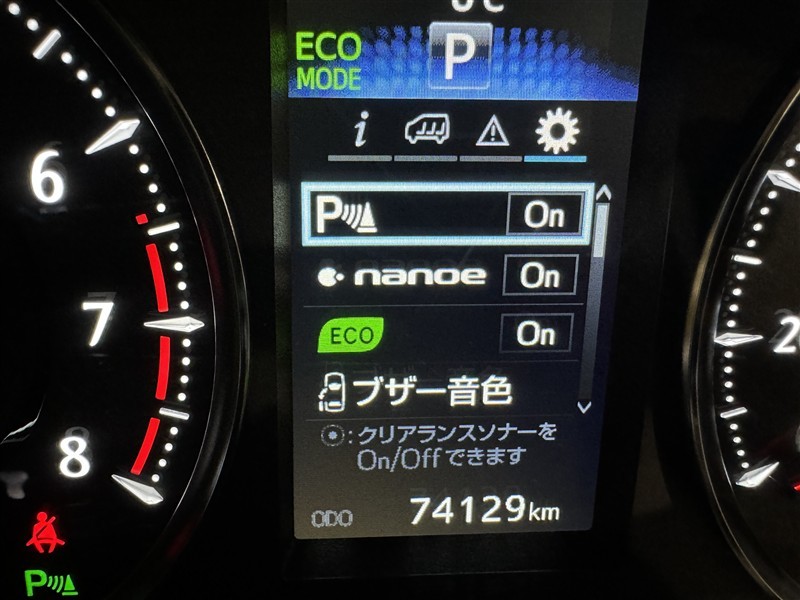 ECO
MODE
P
i
P
On
nanoe
On
ECO
On
ブザー音色
:クリアランスソナーを
On/Offできます
ODO 74129km
6
7
8
P